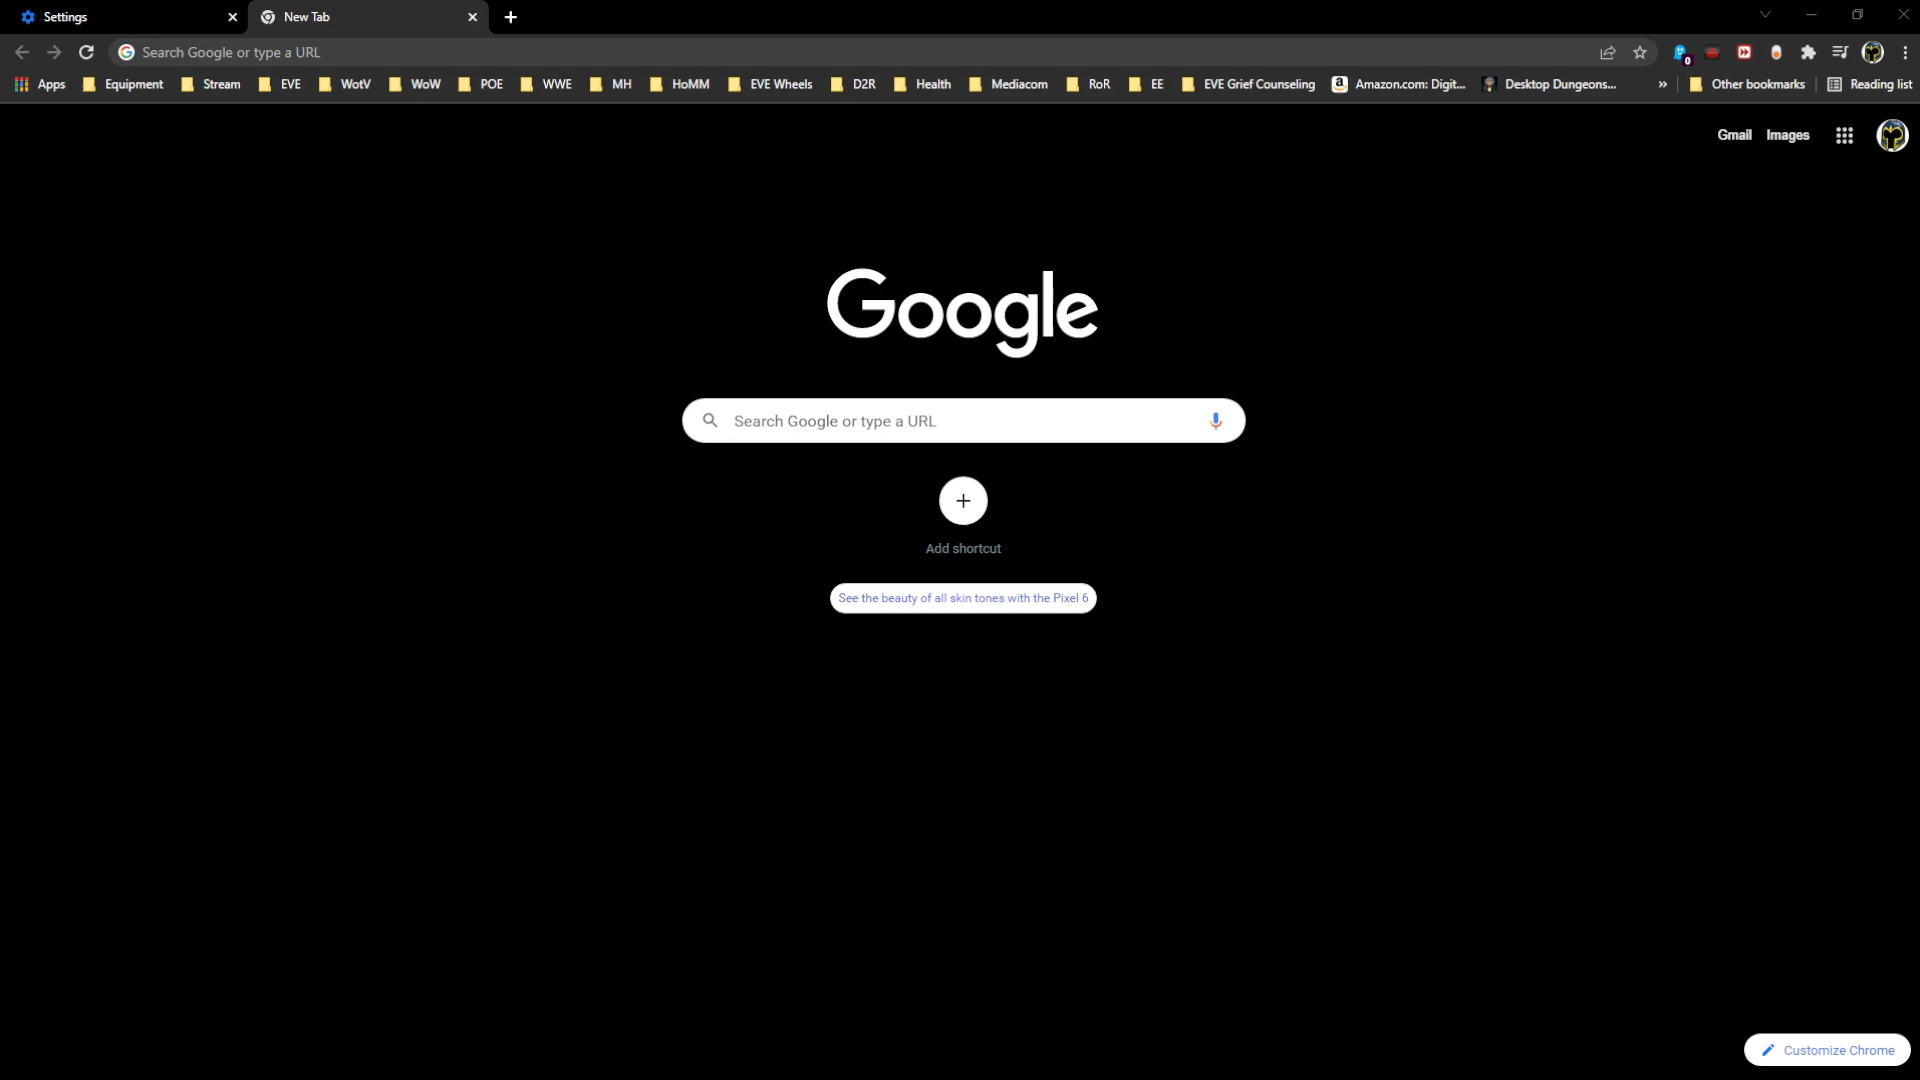 Settings
New Tab
Search Google or type a URL
0
Apps Equipment Stream EVE WotV WoW POE WWE MH HoMM EVE Wheels D2R Health Mediacom RoR EE EVE Grief Counseling Amazon.com: Digit... Desktop Dungeons... » Other bookmarks Reading list
Gmail Images
Google
Search Google or type a URL
Add shortcut
See the beauty of all skin tones with the Pixel 6
Customize Chrome